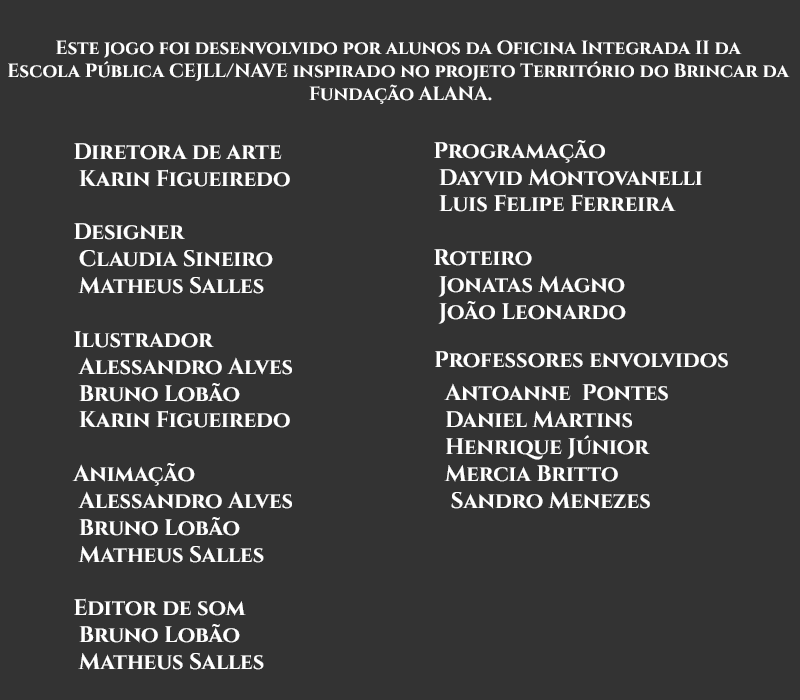 Este jogo foi desenvolvido por alunos da Oficina Integrada II da
Escola Pública CEJLL/NAVE inspirado no projeto Território do Brincar da
Fundação ALANA.
Diretora de arte
Karin Figueiredo
Designer
Claudia Sineiro
Matheus Salles
Ilustrador
Alessandro Alves
Bruno Lobão
Karin Figueiredo
Animação
Alessandro Alves
Bruno Lobão
Matheus Salles
Editor de som
Bruno Lobão
Matheus Salles
Programação
Dayvid Montovanelli
Luis Felipe Ferreira
Roteiro
Jonatas Magno
João Leonardo
Professores envolvidos
Antoanne Pontes
Daniel Martins
Henrique Júnior
Mercia Britto
Sandro Menezes